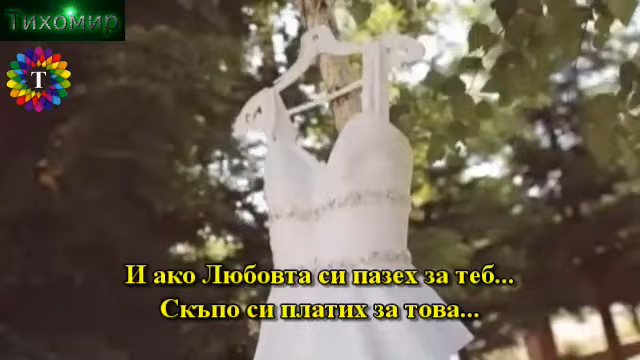 Тихомир
T
И ако Любовта си пазех за теб...
Скъпо си платих за това...